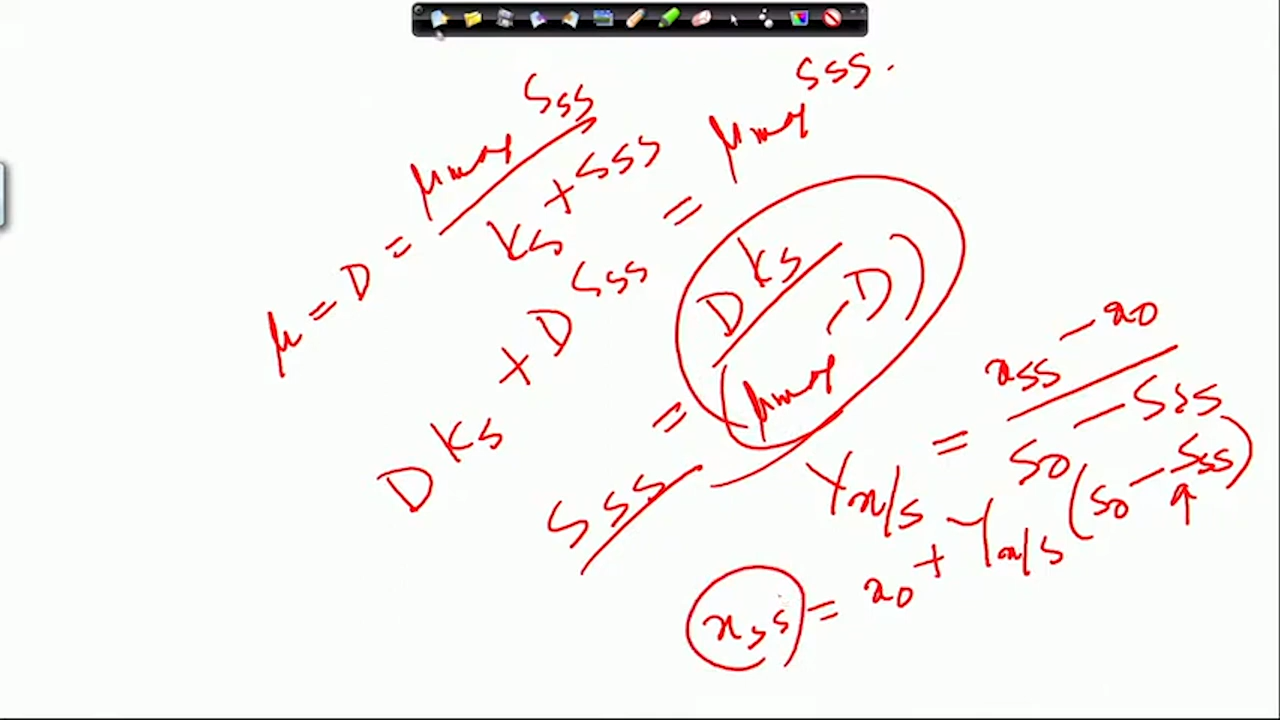 μ = D = μmax Sss / Ks + Sss
D Ks + D Sss = μmax Sss.
Sss = D Ks / (μmax - D)
Yx/s = xss - x0 / S0 - Sss
xss = x0 + Yx/s (S0 - Sss)